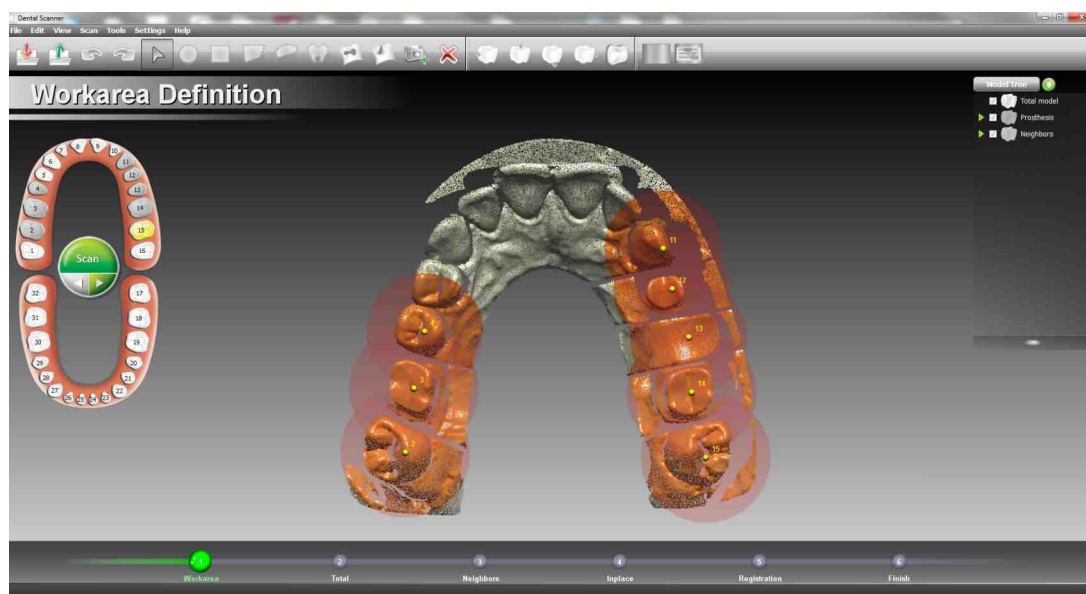 Dental Scanner
File Edit View Scan Tools Settings Help
Workarea Definition
Model Tree
Total model
Prosthesis
Neighbors
7 8 9 10
6 11
5 12
4 13
3 14
2 15
1 16
Scan
32 17
31 18
30 19
29 20
28 21
27 26 25 24 23 22
11
12
13
3 14
2 15
1 2 3 4 5 6
Workarea Total Neighbors Inplace Registration Finish